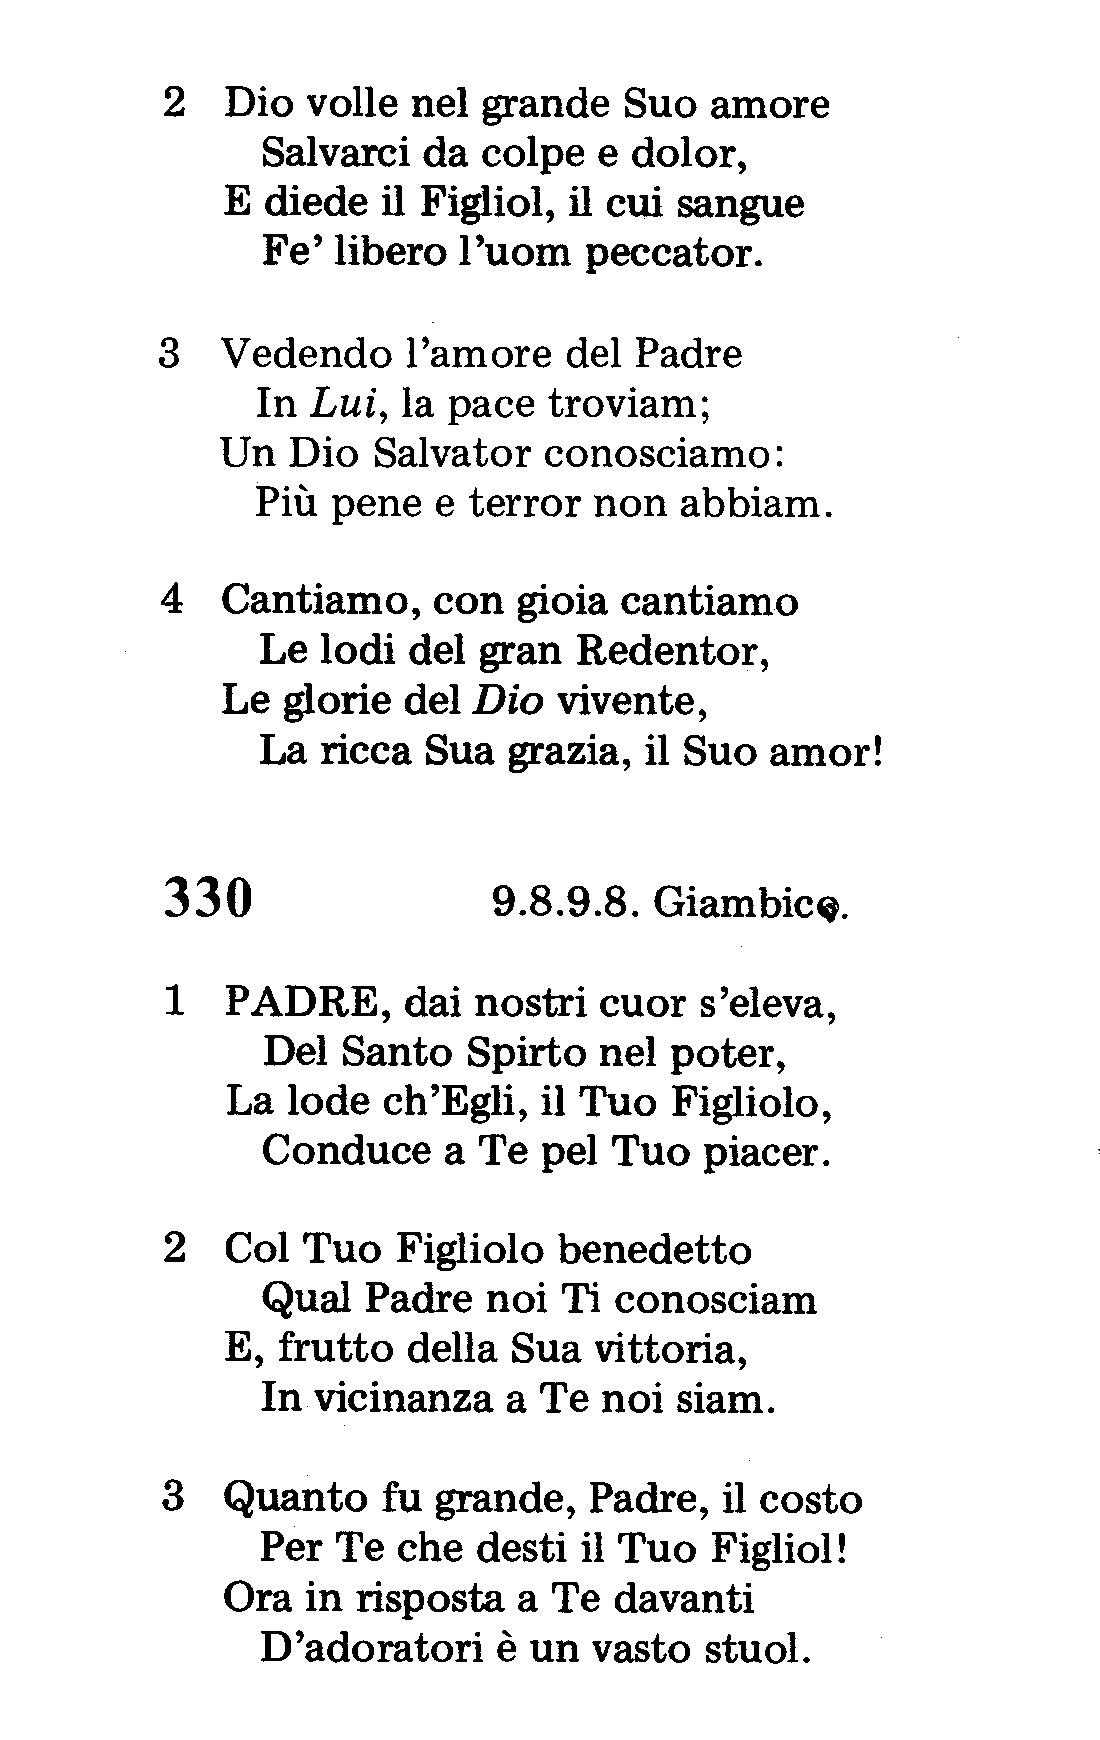 2 Dio volle nel grande Suo amore
Salvarci da colpe e dolor,
E diede il Figliol, il cui sangue
Fe’ libero l’uom peccator.
3 Vedendo l’amore del Padre
In Lui, la pace troviam;
Un Dio Salvator conosciamo:
Più pene e terror non abbiam.
4 Cantiamo, con gioia cantiamo
Le lodi del gran Redentor,
Le glorie del Dio vivente,
La ricca Sua grazia, il Suo amor!
330 9.8.9.8. Giambico.
1 PADRE, dai nostri cuor s’eleva,
Del Santo Spirto nel poter,
La lode ch’Egli, il Tuo Figliolo,
Conduce a Te pel Tuo piacer.
2 Col Tuo Figliolo benedetto
Qual Padre noi Ti conosciam
E, frutto della Sua vittoria,
In vicinanza a Te noi siam.
3 Quanto fu grande, Padre, il costo
Per Te che desti il Tuo Figliol!
Ora in risposta a Te davanti
D’adoratori è un vasto stuol.